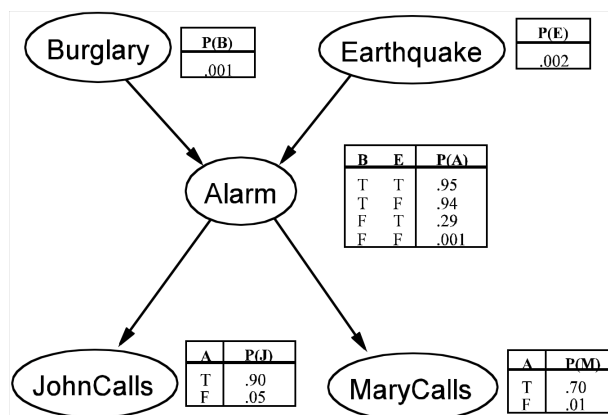 Burglary
P(B)
.001
Earthquake
P(E)
.002
Alarm
B E P(A)
T T .95
T F .94
F T .29
F F .001
JohnCalls
A P(J)
T .90
F .05
MaryCalls
A P(M)
T .70
F .01